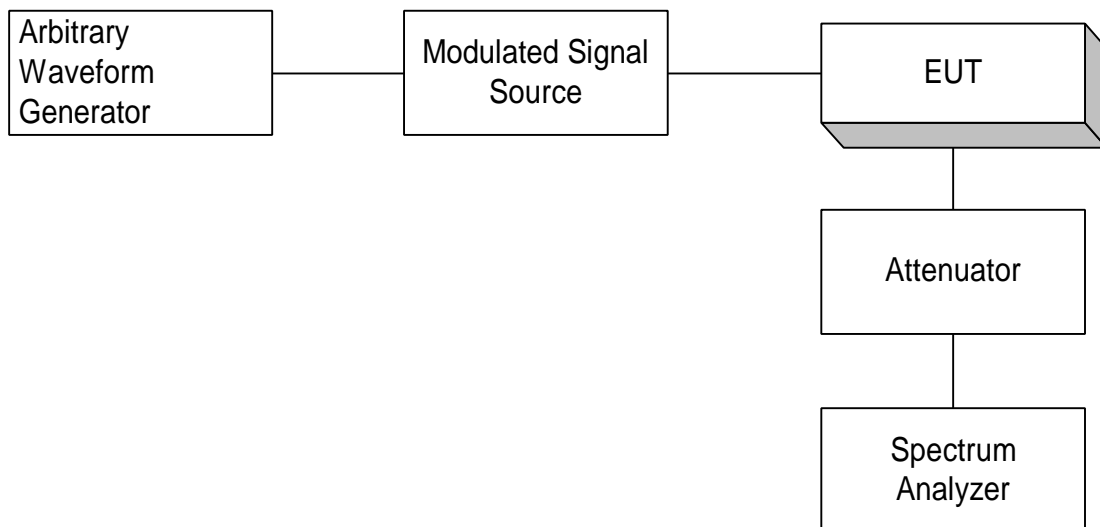 Arbitrary
Waveform
Generator
Modulated Signal
Source
EUT
Attenuator
Spectrum
Analyzer